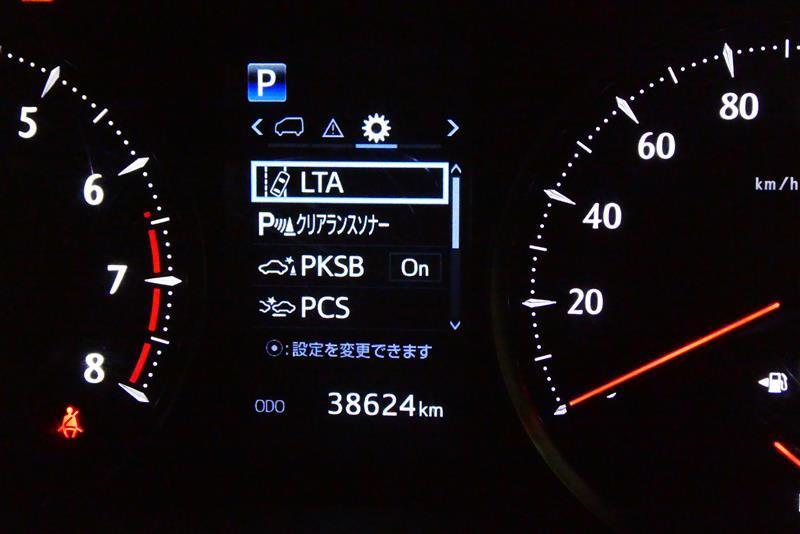 P
LTA
クリアランスソナー
PKSB On
PCS
:設定を変更できます
ODO 38624km
5
6
7
8
20
40
60
80
km/h